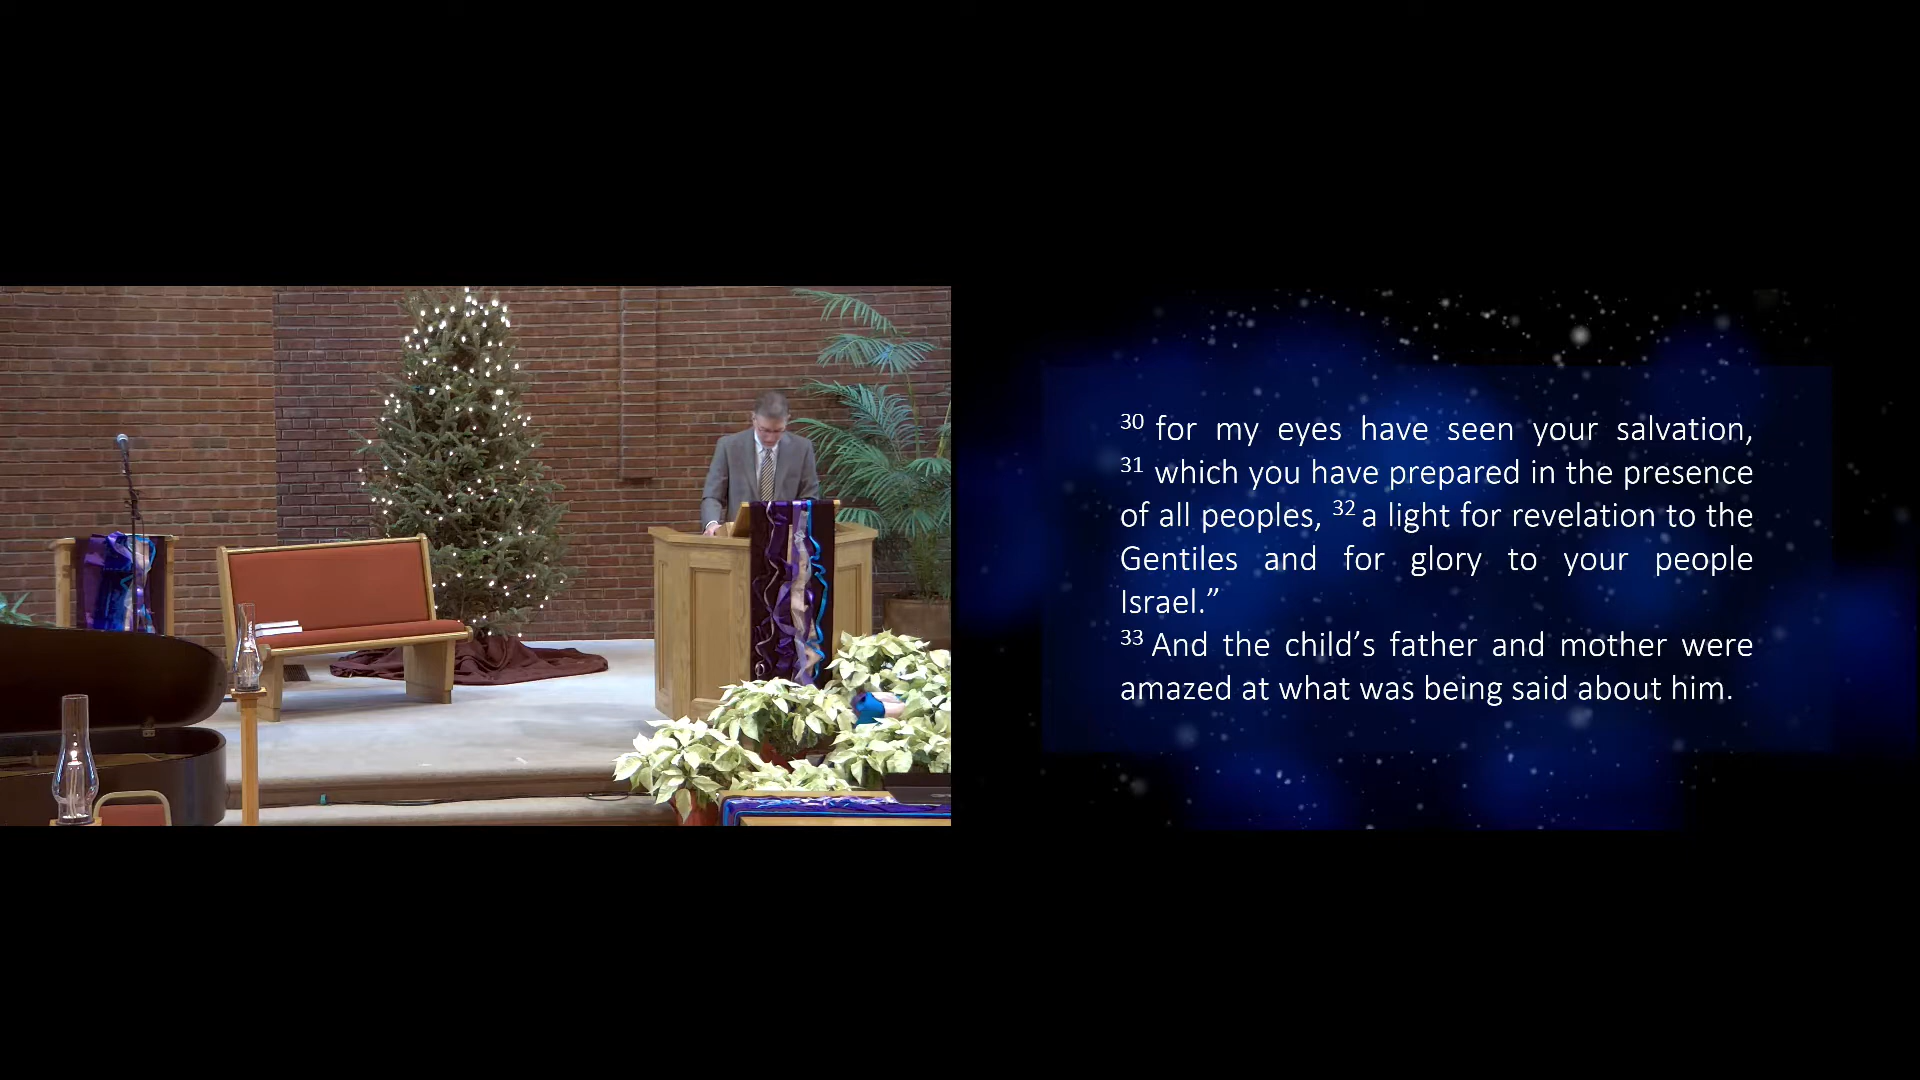 30 for my eyes have seen your salvation,
31 which you have prepared in the presence
of all peoples, 32 a light for revelation to the
Gentiles and for glory to your people
Israel.”
33 And the child’s father and mother were
amazed at what was being said about him.